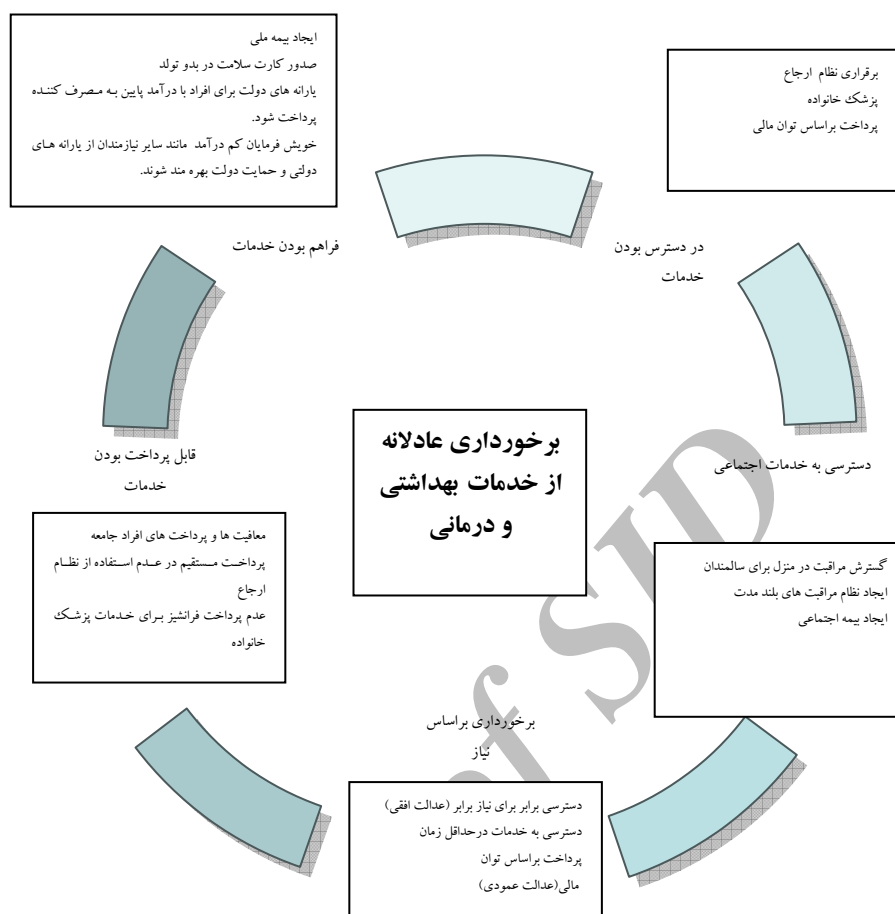 ایجاد بیمه ملی
صدور کارت سلامت در بدو تولد
یارانه های دولت برای افراد با درآمد پایین به مصرف کننده
پرداخت شود.
خویش فرمایان کم درآمد مانند سایر نیازمندان از یارانه های
دولتی و حمایت دولت بهره مند شوند.
برقراری نظام ارجاع
پزشک خانواده
پرداخت براساس توان مالی
در دسترس بودن
خدمات
فراهم بودن خدمات
برخورداری عادلانه
از خدمات بهداشتی
و درمانی
دسترسی به خدمات اجتماعی
قابل پرداخت بودن
خدمات
گسترش مراقبت در منزل برای سالمندان
ایجاد نظام مراقبت های بلند مدت
ایجاد بیمه اجتماعی
معافیت ها و پرداخت های افراد جامعه
پرداخت مستقیم در عدم استفاده از نظام
ارجاع
عدم پرداخت فرانشیز برای خدمات پزشک
خانواده
برخورداری براساس
نیاز
دسترسی برابر برای نیاز برابر (عدالت افقی)
دسترسی به خدمات درحداقل زمان
پرداخت براساس توان
مالی(عدالت عمودی)
of SID